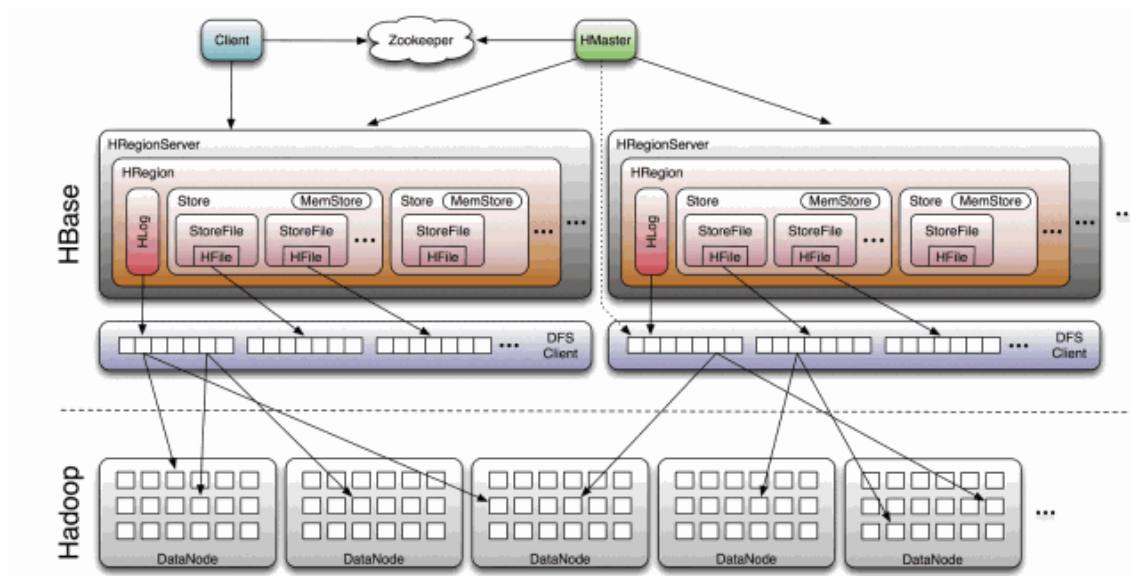 Client
Zookeeper
HMaster
HBase
HRegionServer
HRegion
HLog
Store
MemStore
StoreFile
HFile
StoreFile
HFile
...
Store
MemStore
StoreFile
HFile
...
...
HRegionServer
HRegion
HLog
Store
MemStore
StoreFile
HFile
StoreFile
HFile
...
Store
MemStore
StoreFile
HFile
...
...
...
...
DFS
Client
...
DFS
Client
Hadoop
DataNode
DataNode
DataNode
DataNode
DataNode
...